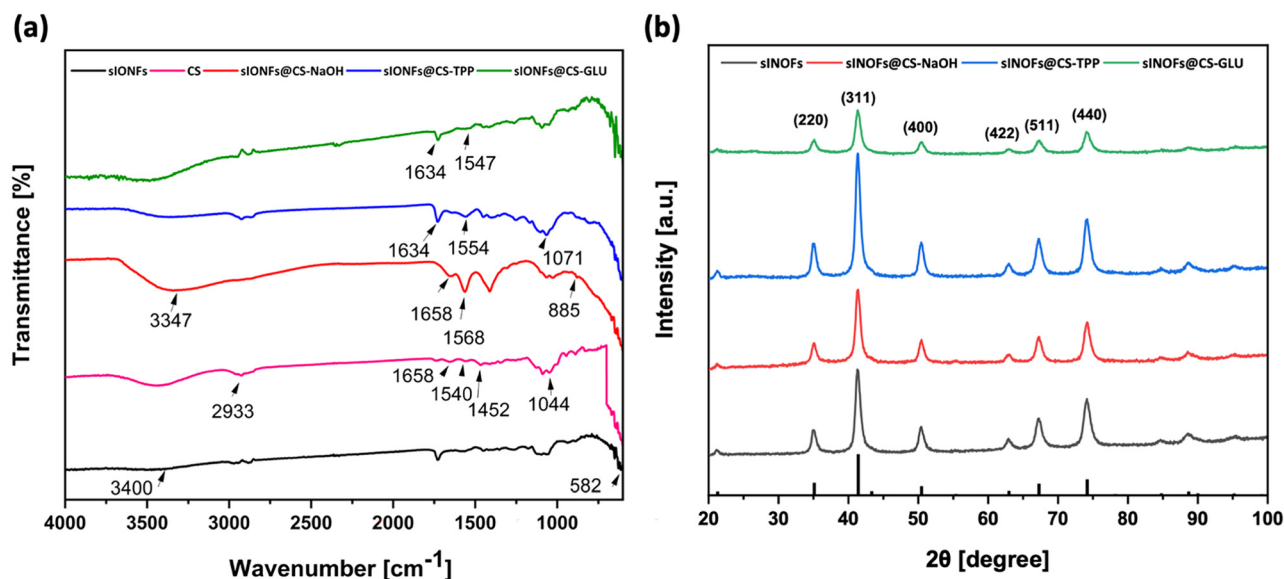 (a)
sIONFs CS sIONFs@CS-NaOH sIONFs@CS-TPP sIONFs@CS-GLU
Transmittance [%]
1634 1547
1634 1554 1071
3347 1658 1568 885
2933 1658 1540 1452 1044
3400 582
4000 3500 3000 2500 2000 1500 1000
Wavenumber [cm-1]
(b)
sINOFs sINOFs@CS-NaOH sINOFs@CS-TPP sINOFs@CS-GLU
(220) (311) (400) (422) (511) (440)
Intensity [a.u.]
20 30 40 50 60 70 80 90 100
2θ [degree]